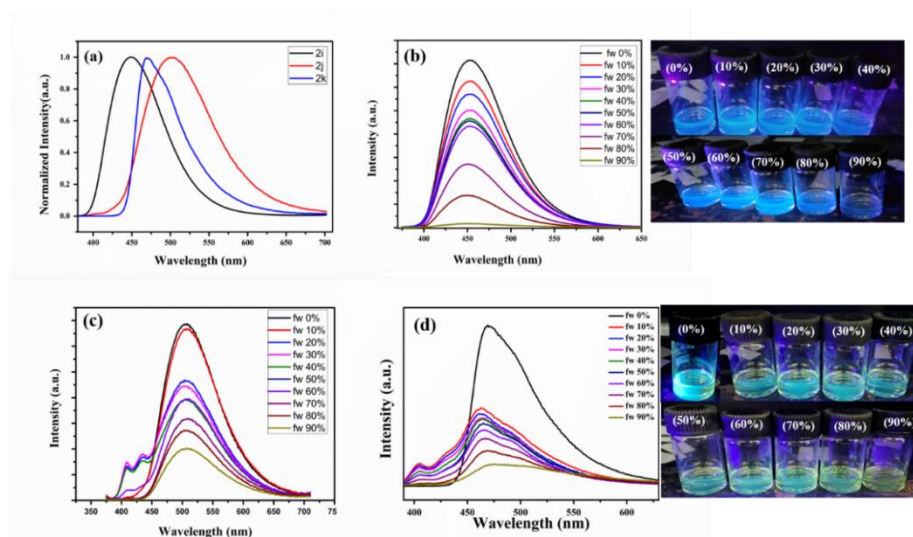 (a)
2i
2j
2k
Normalized Intensity(a.u.)
1.0
0.8
0.6
0.4
0.2
0.0
400 450 500 550 600 650 700
Wavelength (nm)
(b)
fw 0%
fw 10%
fw 20%
fw 30%
fw 40%
fw 50%
fw 60%
fw 70%
fw 80%
fw 90%
Intensity (a.u.)
400 450 500 550 600 650
Wavelength (nm)
(0%) (10%) (20%) (30%) (40%)
(50%) (60%) (70%) (80%) (90%)
(c)
fw 0%
fw 10%
fw 20%
fw 30%
fw 40%
fw 50%
fw 60%
fw 70%
fw 80%
fw 90%
Intensity (a.u.)
350 400 450 500 550 600 650 700
Wavelength (nm)
(d)
fw 0%
fw 10%
fw 20%
fw 30%
fw 40%
fw 50%
fw 60%
fw 70%
fw 80%
fw 90%
Intensity (a.u.)
400 450 500 550 600
Wavelength (nm)
(0%) (10%) (20%) (30%) (40%)
(50%) (60%) (70%) (80%) (90%)